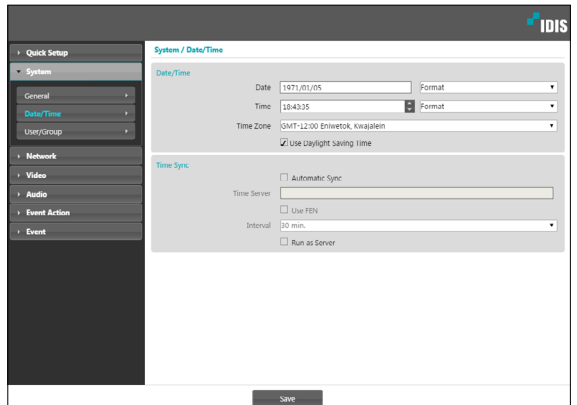 IDIS
Quick Setup
System
General
Date/Time
User/Group
Network
Video
Audio
Event Action
Event
System / Date/Time
Date/Time
Date 1971/01/05 Format
Time 18:43:35 Format
Time Zone GMT-12:00 Eniwetok, Kwajalein
Use Daylight Saving Time
Time Sync.
Automatic Sync
Time Server
Use FEN
Interval 30 min.
Run as Server
Save